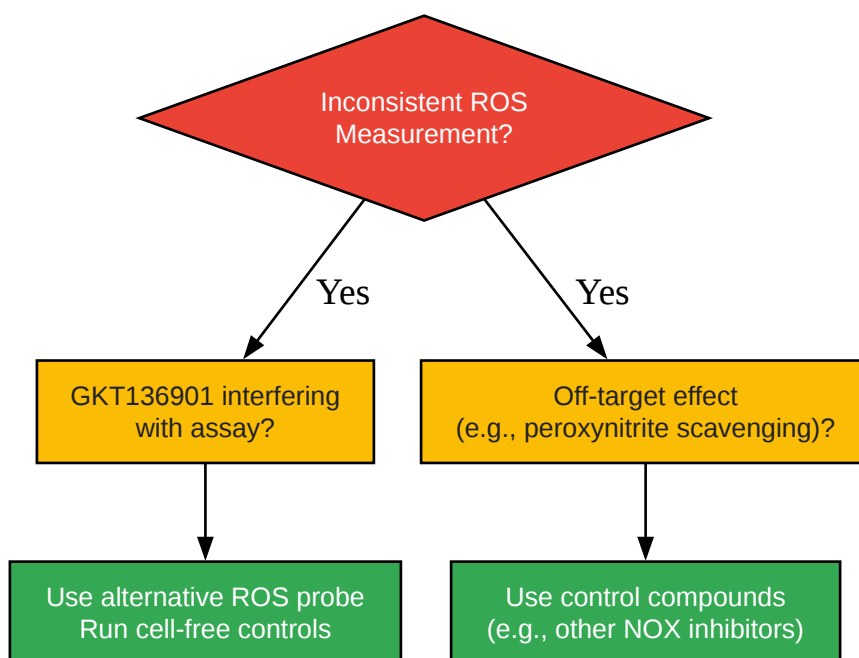 Inconsistent ROS
Measurement?
Yes
Yes
GKT136901 interfering
with assay?
Off-target effect
(e.g., peroxynitrite scavenging)?
Use alternative ROS probe
Run cell-free controls
Use control compounds
(e.g., other NOX inhibitors)